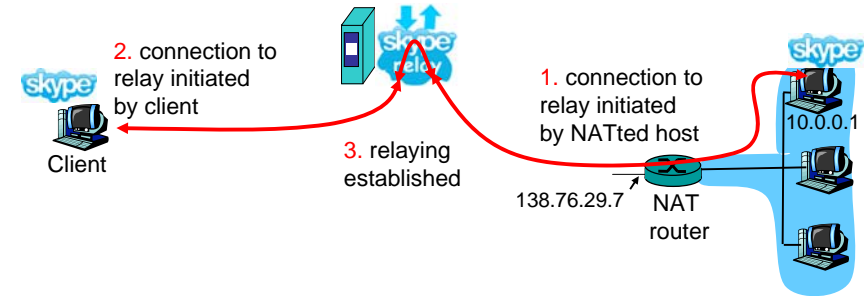 skype
Client
2. connection to
relay initiated
by client
skype
relay
3. relaying
established
1. connection to
relay initiated
by NATted host
138.76.29.7
NAT
router
skype
10.0.0.1